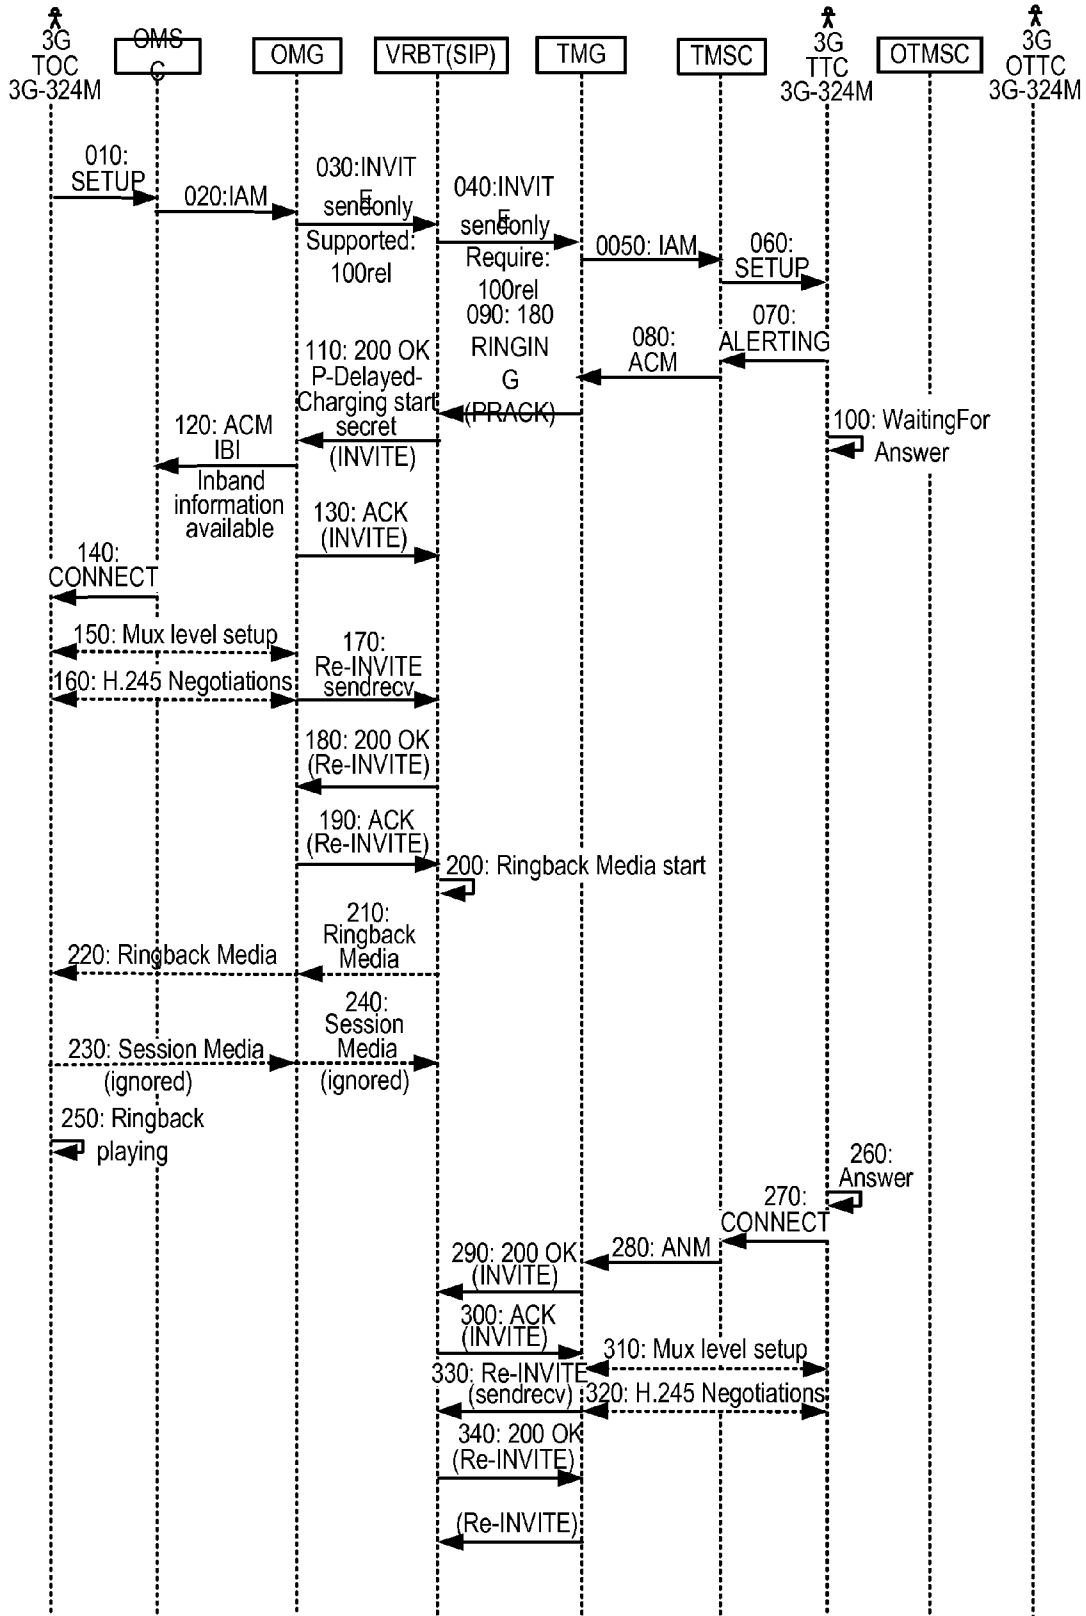 3G
TOC
3G-324M
OMS
C
OMG
VRBT(SIP)
TMG
TMSC
3G
TTC
3G-324M
OTMSC
3G
OTTC
3G-324M
010:
SETUP
020:IAM
030:INVIT
E
sendonly
Supported:
100rel
040:INVIT
E
sendonly
Require:
100rel
0050: IAM
060:
SETUP
070:
ALERTING
080:
ACM
090: 180
RINGIN
G
(PRACK)
100: WaitingFor
Answer
110: 200 OK
P-Delayed-
Charging start
secret
(INVITE)
120: ACM
IBI
Inband
information
available
130: ACK
(INVITE)
140:
CONNECT
150: Mux level setup
160: H.245 Negotiations
170:
Re-INVITE
sendrecv
180: 200 OK
(Re-INVITE)
190: ACK
(Re-INVITE)
200: Ringback Media start
210:
Ringback
Media
220: Ringback Media
230: Session Media
(ignored)
240:
Session
Media
(ignored)
250: Ringback
playing
260:
Answer
270:
CONNECT
280: ANM
290: 200 OK
(INVITE)
300: ACK
(INVITE)
310: Mux level setup
320: H.245 Negotiations
330: Re-INVITE
(sendrecv)
340: 200 OK
(Re-INVITE)
(Re-INVITE)